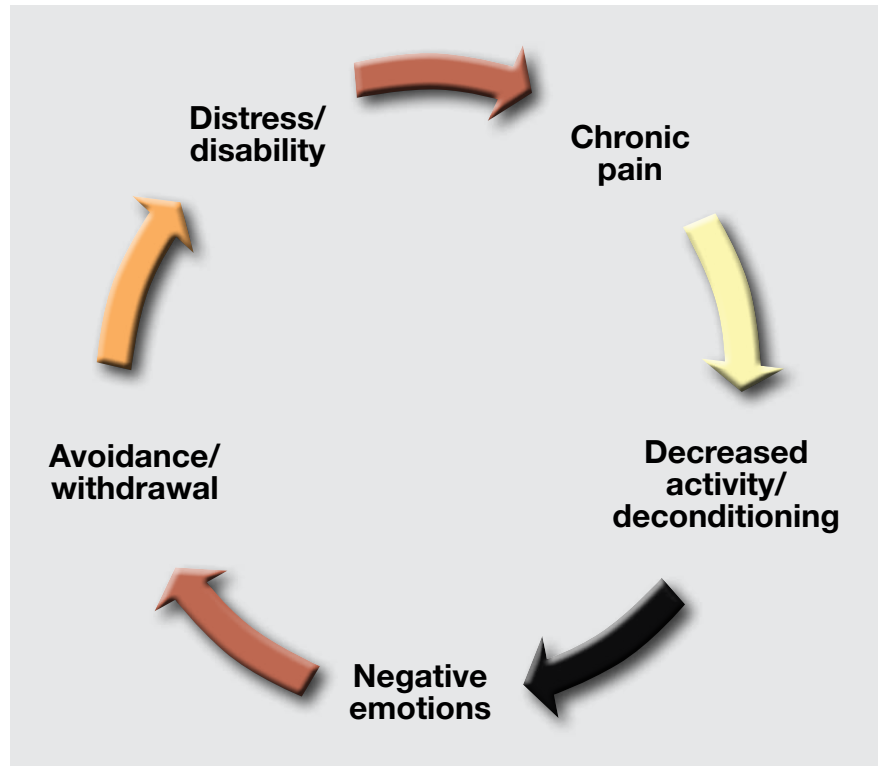 Distress/
disability
Chronic
pain
Decreased
activity/
deconditioning
Negative
emotions
Avoidance/
withdrawal